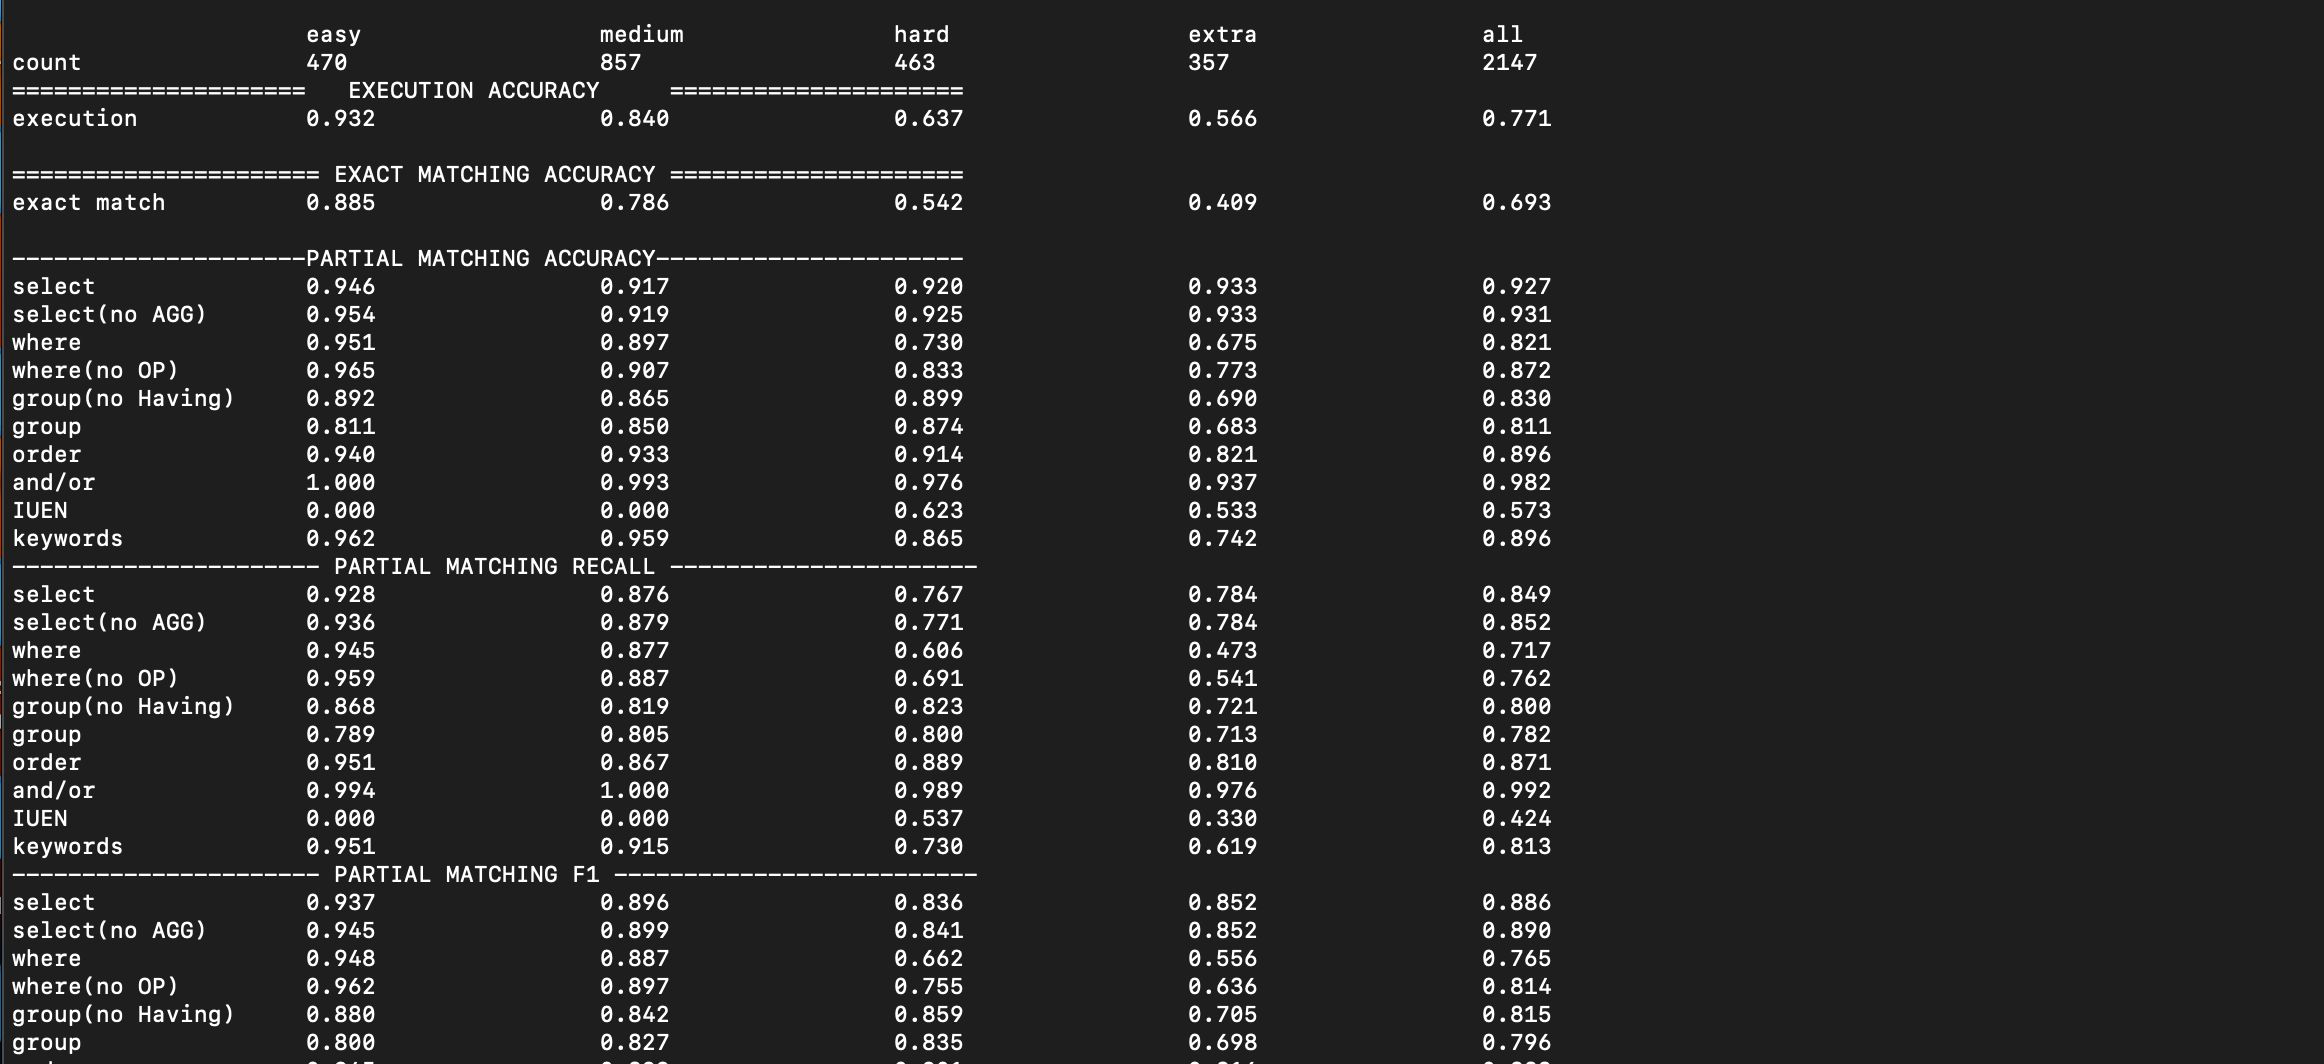 easy medium hard extra all
count 470 857 463 357 2147
===================== EXECUTION ACCURACY =====================
execution 0.932 0.840 0.637 0.566 0.771
====================== EXACT MATCHING ACCURACY =====================
exact match 0.885 0.786 0.542 0.409 0.693
---------------------PARTIAL MATCHING ACCURACY----------------------
select 0.946 0.917 0.920 0.933 0.927
select(no AGG) 0.954 0.919 0.925 0.933 0.931
where 0.951 0.897 0.730 0.675 0.821
where(no OP) 0.965 0.907 0.833 0.773 0.872
group(no Having) 0.892 0.865 0.899 0.690 0.830
group 0.811 0.850 0.874 0.683 0.811
order 0.940 0.933 0.914 0.821 0.896
and/or 1.000 0.993 0.976 0.937 0.982
IUEN 0.000 0.000 0.623 0.533 0.573
keywords 0.962 0.959 0.865 0.742 0.896
---------------------- PARTIAL MATCHING RECALL ----------------------
select 0.928 0.876 0.767 0.784 0.849
select(no AGG) 0.936 0.879 0.771 0.784 0.852
where 0.945 0.877 0.606 0.473 0.717
where(no OP) 0.959 0.887 0.691 0.541 0.762
group(no Having) 0.868 0.819 0.823 0.721 0.800
group 0.789 0.805 0.800 0.713 0.782
order 0.951 0.867 0.889 0.810 0.871
and/or 0.994 1.000 0.989 0.976 0.992
IUEN 0.000 0.000 0.537 0.330 0.424
keywords 0.951 0.915 0.730 0.619 0.813
---------------------- PARTIAL MATCHING F1 --------------------------
select 0.937 0.896 0.836 0.852 0.886
select(no AGG) 0.945 0.899 0.841 0.852 0.890
where 0.948 0.887 0.662 0.556 0.765
where(no OP) 0.962 0.897 0.755 0.636 0.814
group(no Having) 0.880 0.842 0.859 0.705 0.815
group 0.800 0.827 0.835 0.698 0.796